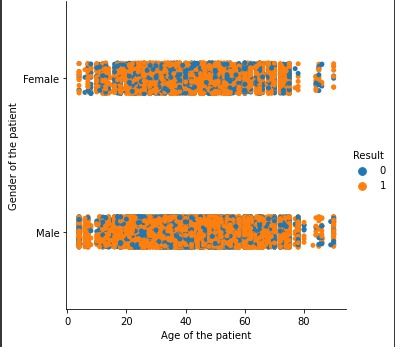 Female
Male
Gender of the patient
0 20 40 60 80
Age of the patient
Result
0
1